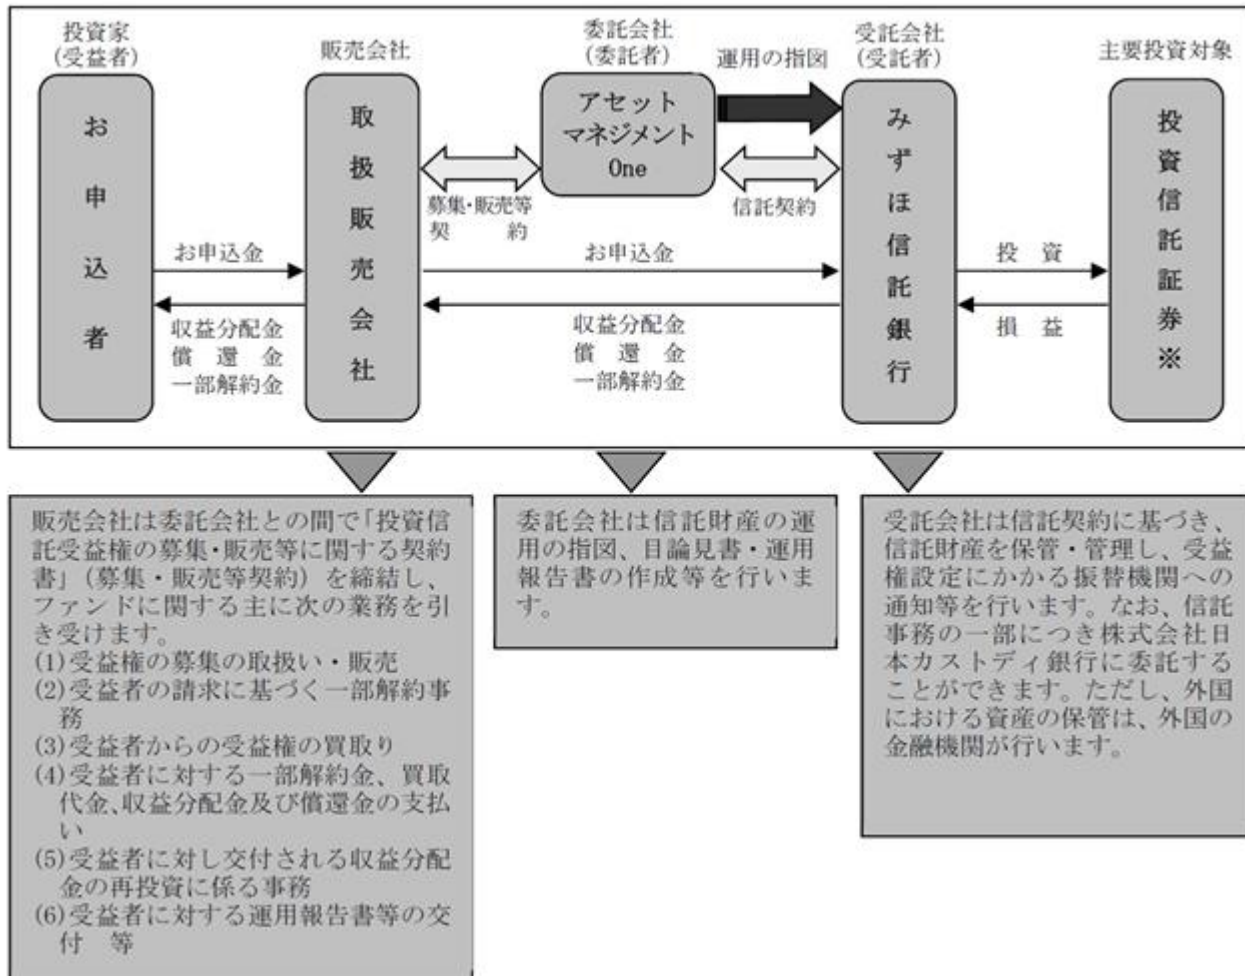 投資家
(受益者)
販売会社
委託会社
(委託者)
運用の指図
受託会社
(受託者)
主要投資対象
お申込者
取扱販売会社
アセット
マネジメント
One
みずほ信託銀行
投資信託証券※
募集・販売等
契　約
信託契約
お申込金
お申込金
投　資
収益分配金
償　還　金
一部解約金
収益分配金
償　還　金
一部解約金
損　益
販売会社は委託会社との間で「投資信
託受益権の募集・販売等に関する契約
書」(募集・販売等契約) を締結し、
ファンドに関する主に次の業務を引
き受けます。
(1)受益権の募集の取扱い・販売
(2)受益者の請求に基づく一部解約事
務
(3)受益者からの受益権の買取り
(4)受益者に対する一部解約金、買取
代金、収益分配金及び償還金の支払
い
(5)受益者に対し交付される収益分配
金の再投資に係る事務
(6)受益者に対する運用報告書等の交
付　等
委託会社は信託財産の運
用の指図、目論見書・運用
報告書の作成等を行いま
す。
受託会社は信託契約に基づき、
信託財産を保管・管理し、受益
権設定にかかる振替機関への
通知等を行います。なお、信託
事務の一部につき株式会社日
本カストディ銀行に委託する
ことができます。ただし、外国
における資産の保管は、外国の
金融機関が行います。